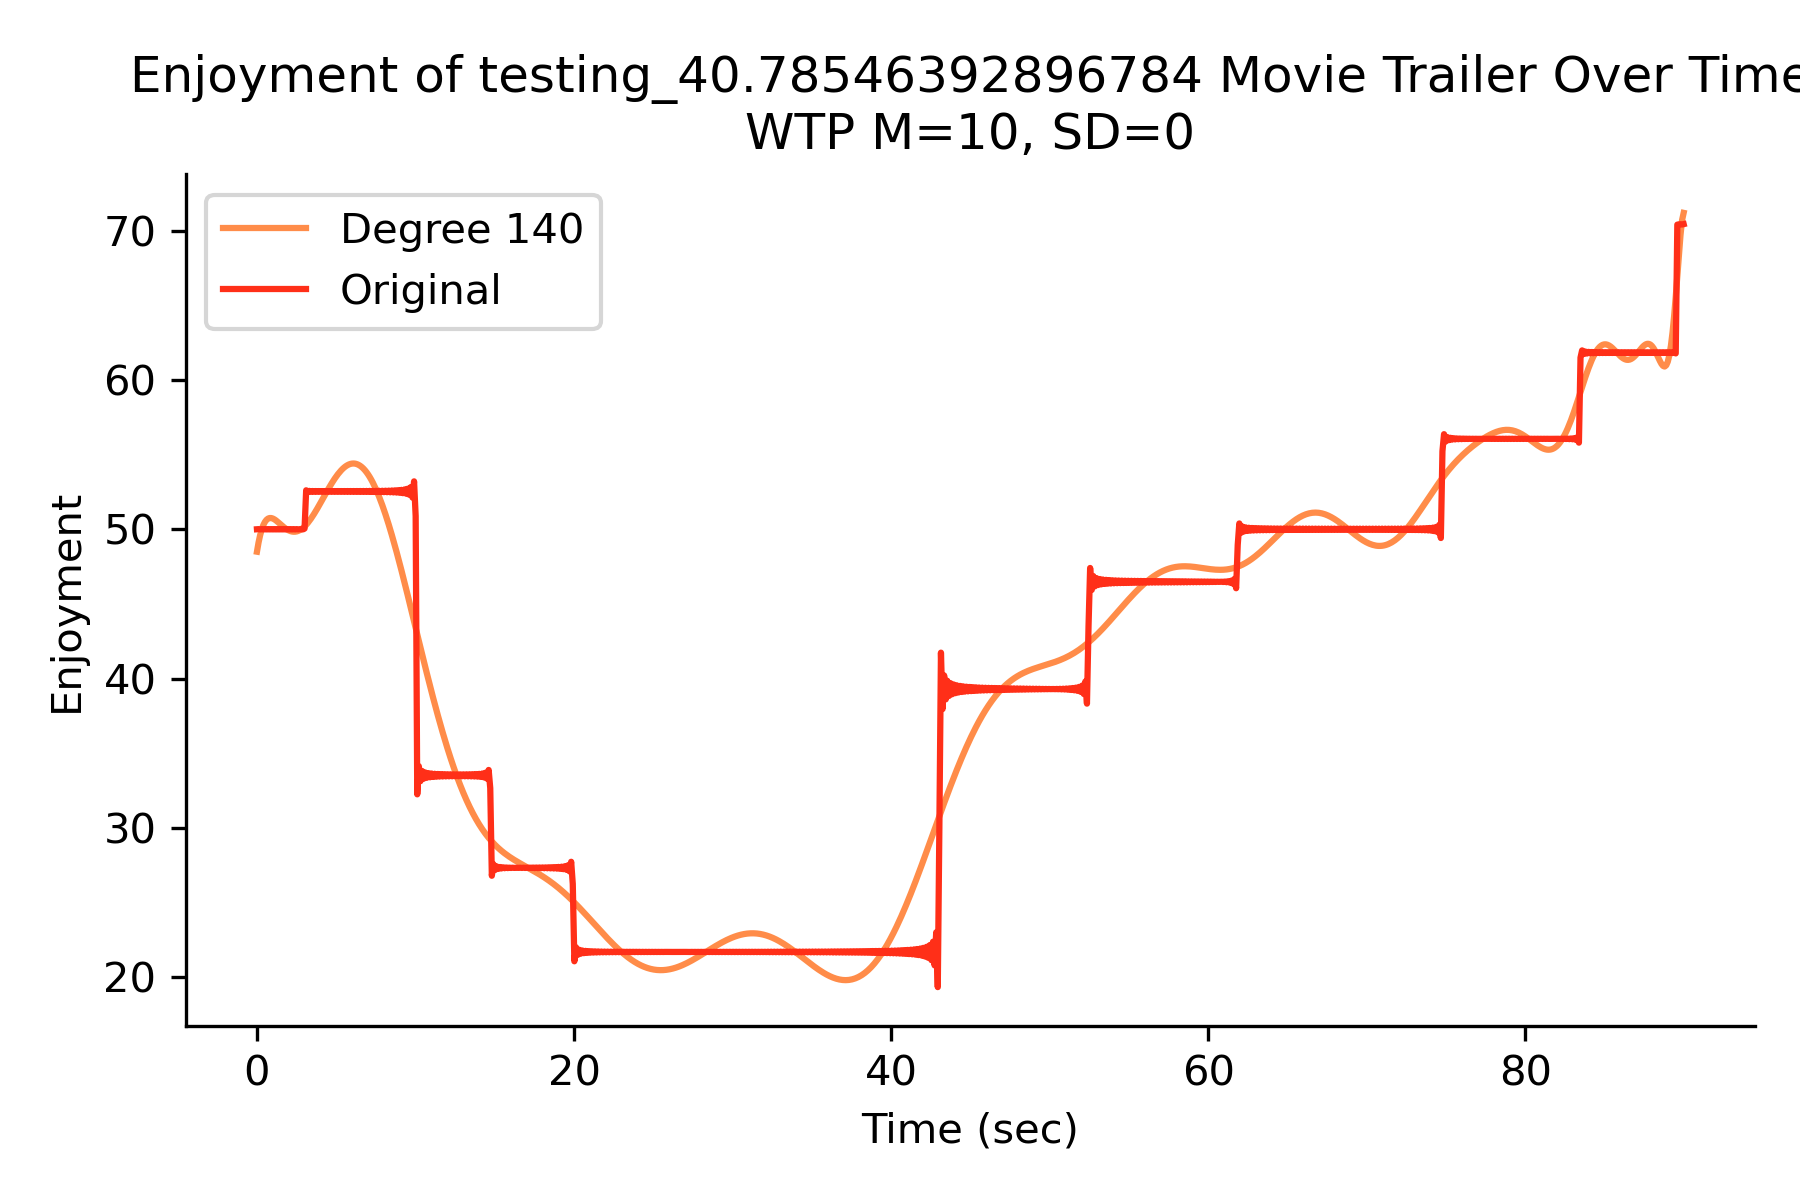 Enjoyment of testing_40.78546392896784 Movie Trailer Over Time
WTP M=10, SD=0
Degree 140
Original
70
60
50
40
30
20
Enjoyment
0
20
40
60
80
Time (sec)